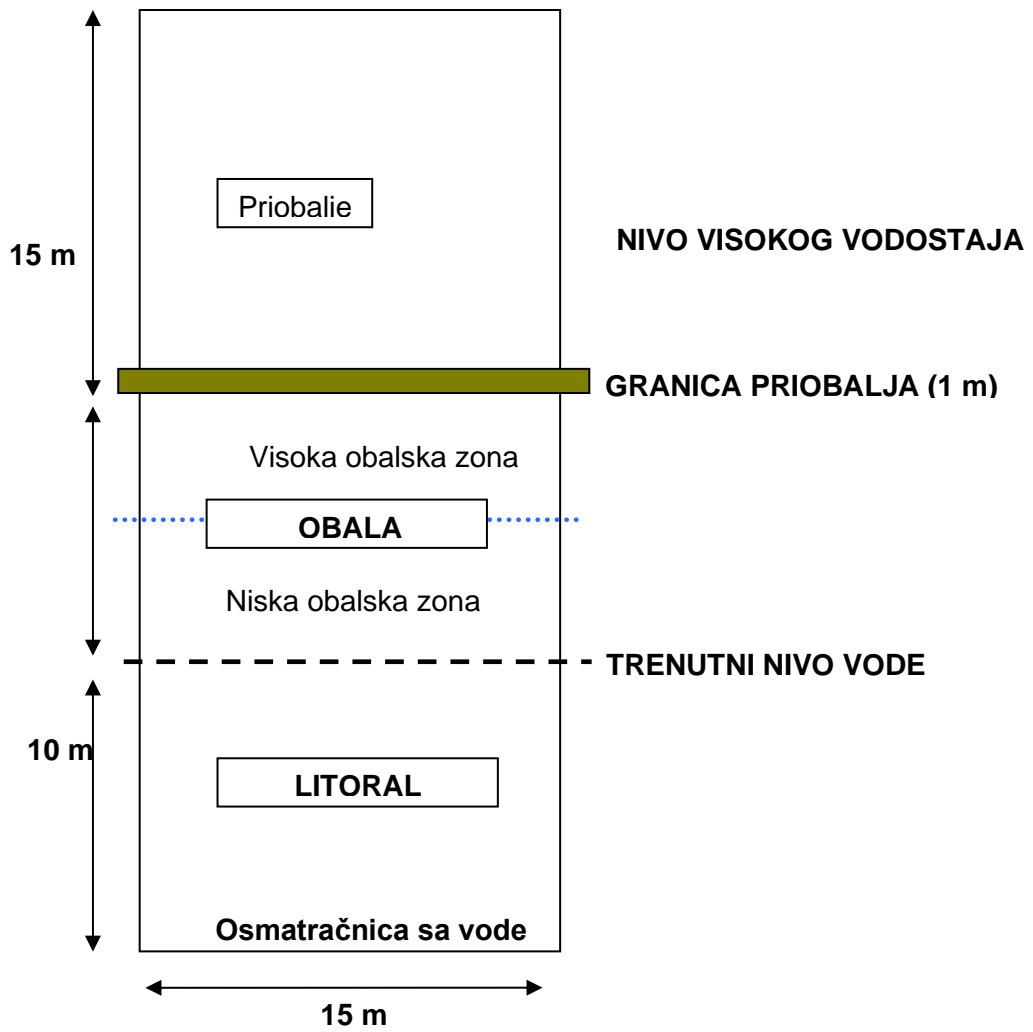 Priobalie
15 m
NIVO VISOKOG VODOSTAJA
GRANICA PRIOBALJA (1 m)
Visoka obalska zona
OBALA
Niska obalska zona
TRENUTNI NIVO VODE
10 m
LITORAL
Osmatračnica sa vode
15 m